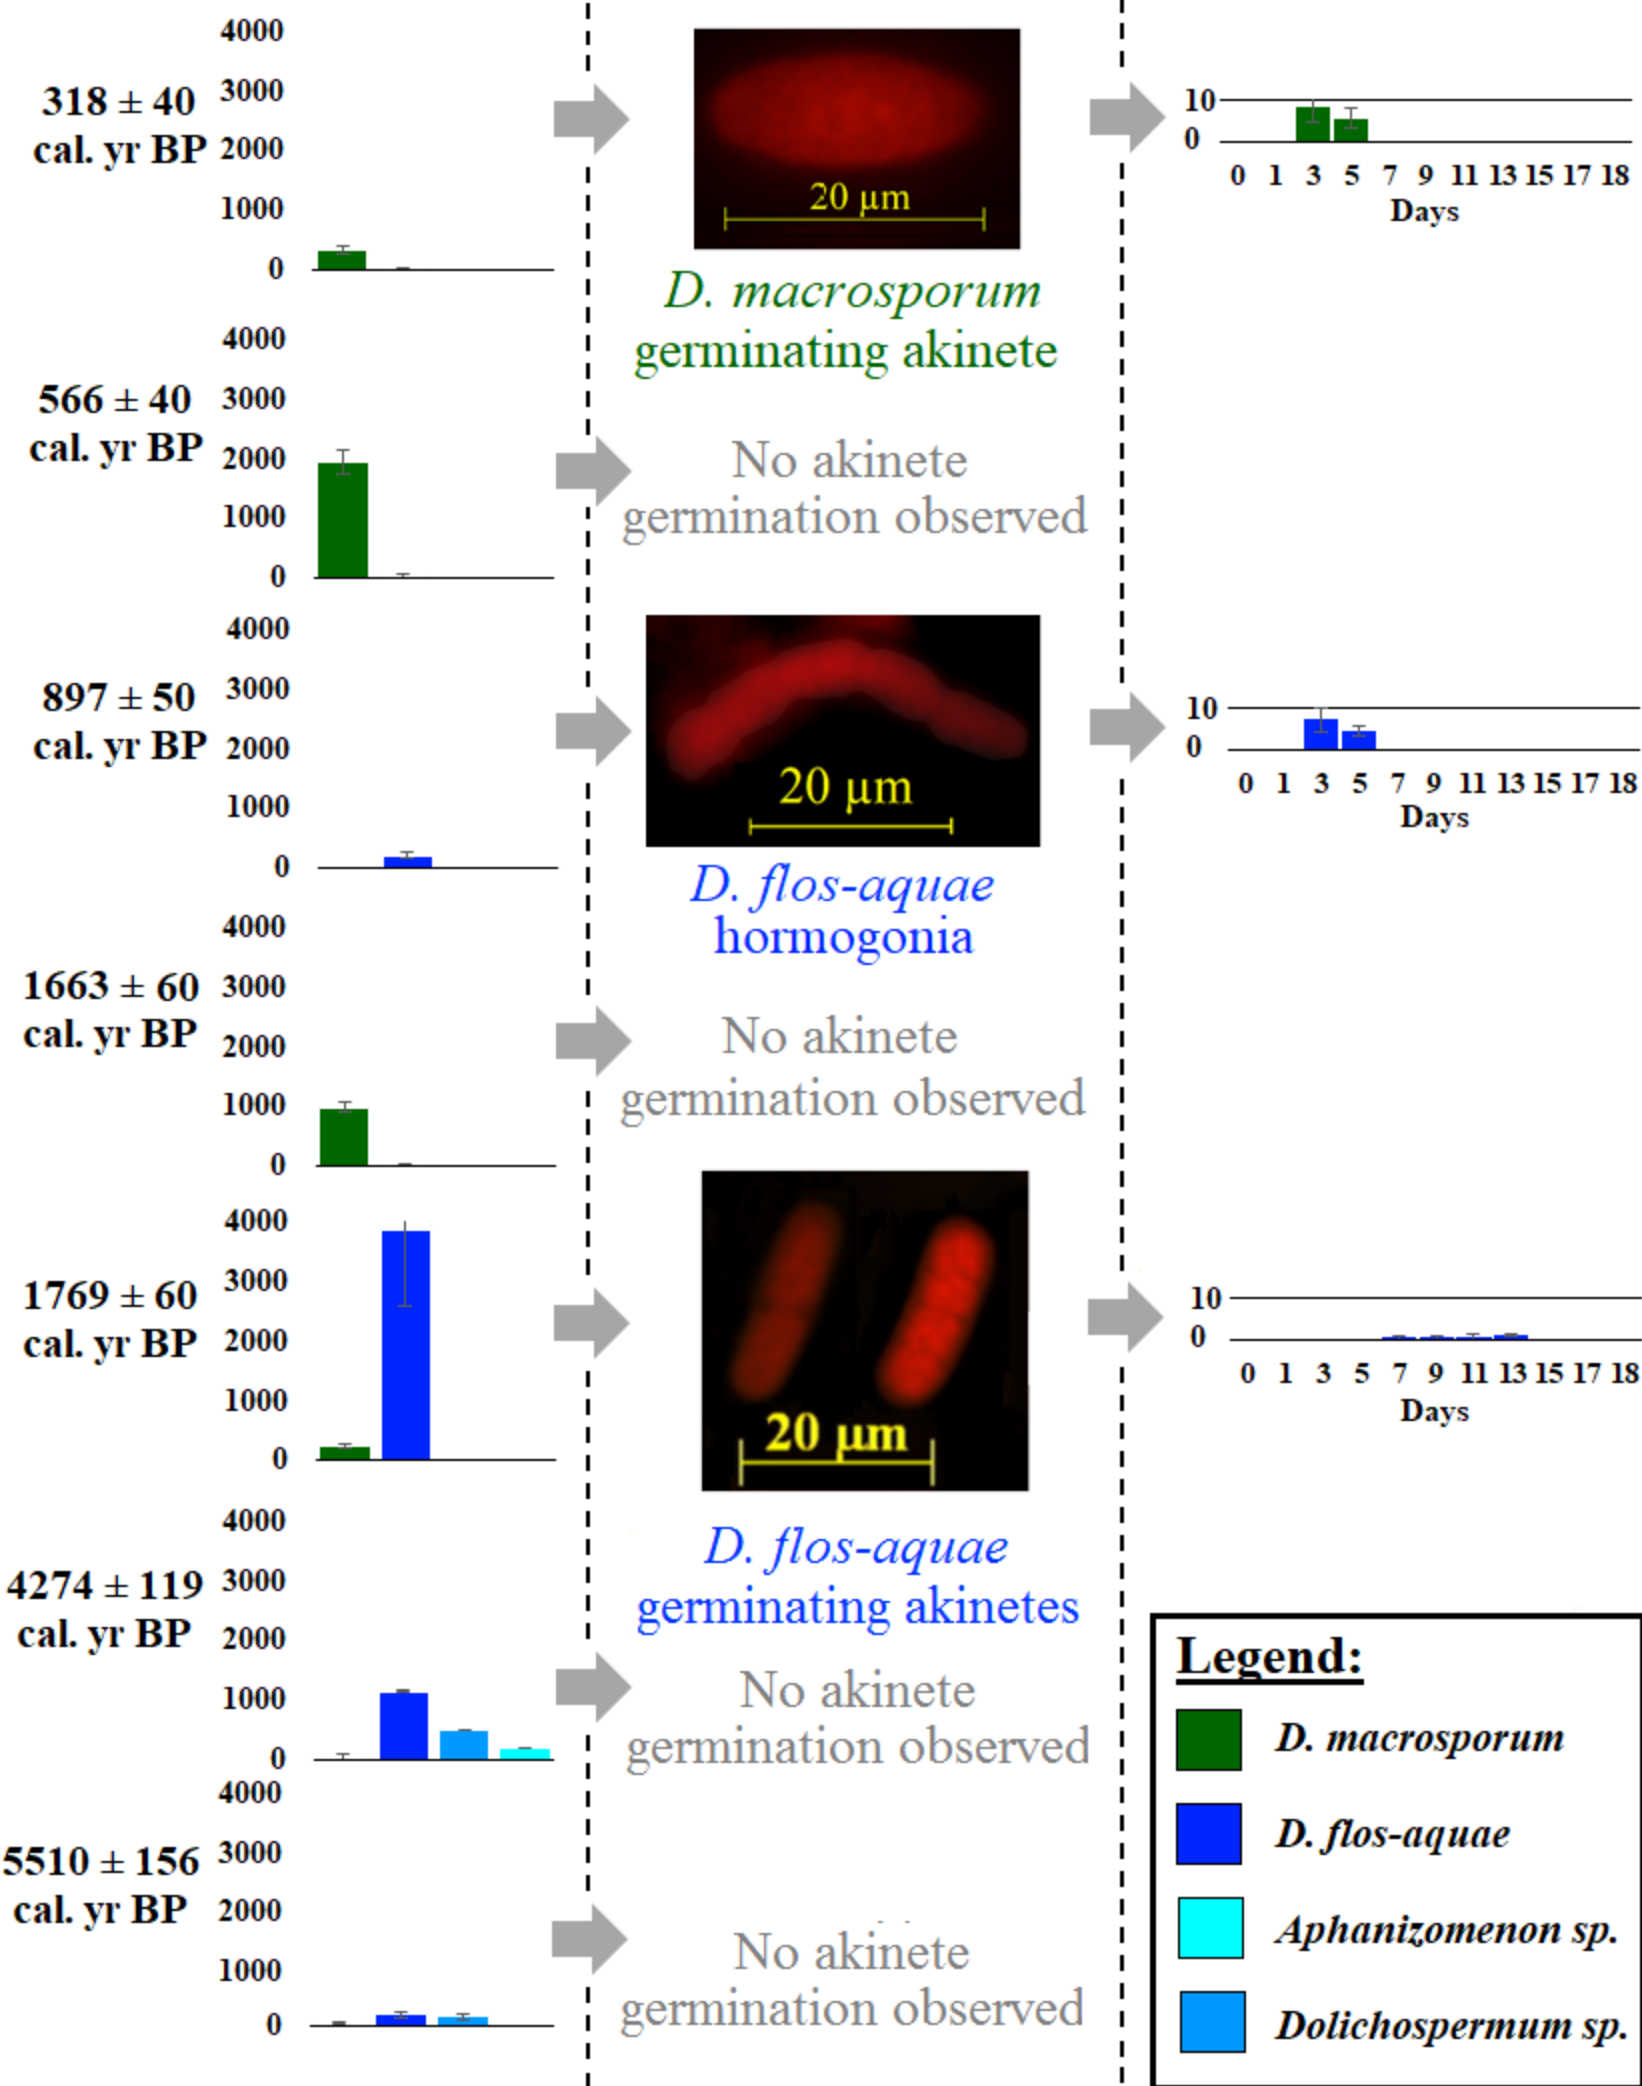 4000
3000
2000
1000
0
318 ± 40
cal. yr BP
20 µm
D. macrosporum
germinating akinete
10
0
0 1 3 5 7 9 11 13 15 17 18
Days
4000
3000
2000
1000
0
566 ± 40
cal. yr BP
No akinete
germination observed
4000
3000
2000
1000
0
897 ± 50
cal. yr BP
20 µm
D. flos-aquae
hormogonia
10
0
0 1 3 5 7 9 11 13 15 17 18
Days
4000
3000
2000
1000
0
1663 ± 60
cal. yr BP
No akinete
germination observed
4000
3000
2000
1000
0
1769 ± 60
cal. yr BP
20 µm
D. flos-aquae
germinating akinetes
10
0
0 1 3 5 7 9 11 13 15 17 18
Days
4000
3000
2000
1000
0
4274 ± 119
cal. yr BP
No akinete
germination observed
4000
3000
2000
1000
0
5510 ± 156
cal. yr BP
No akinete
germination observed
Legend:
D. macrosporum
D. flos-aquae
Aphanizomenon sp.
Dolichospermum sp.